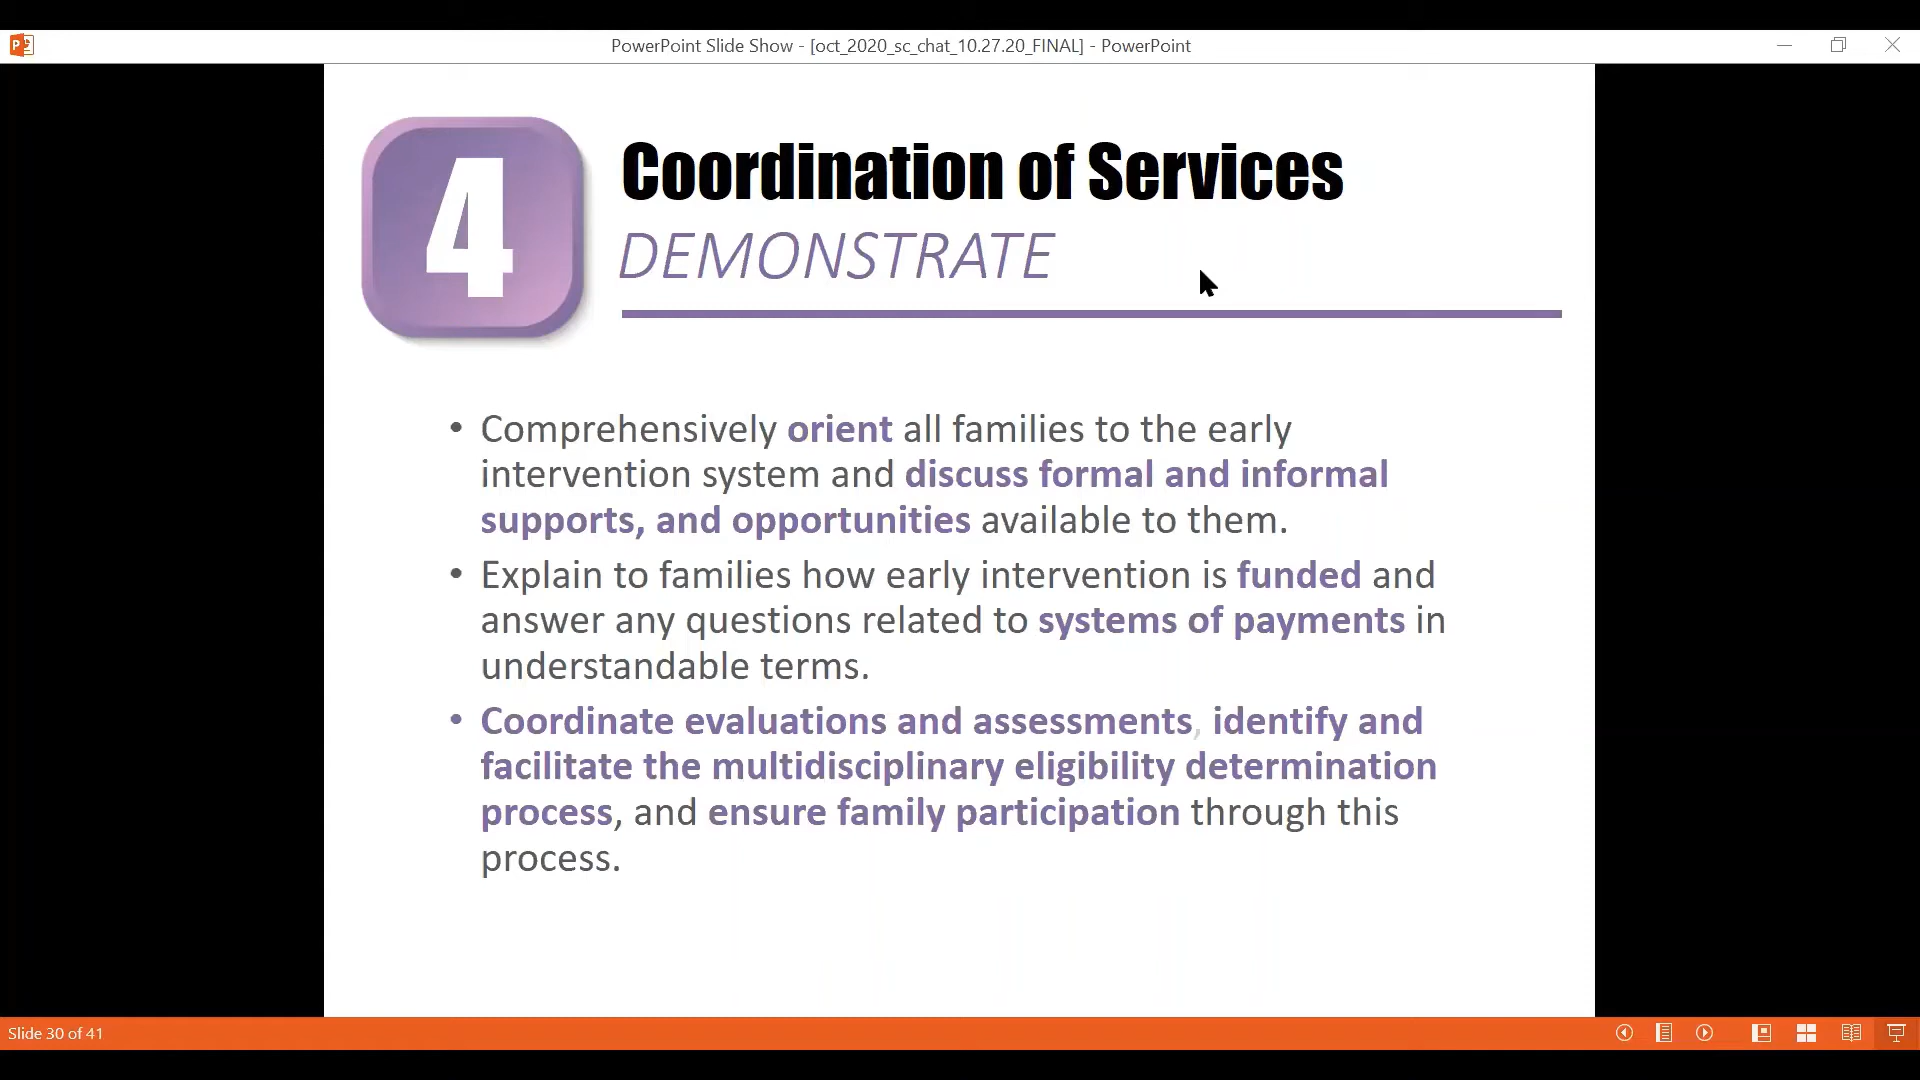 PowerPoint Slide Show - [oct_2020_sc_chat_10.27.20_FINAL] - PowerPoint
4
Coordination of Services
DEMONSTRATE
• Comprehensively orient all families to the early
intervention system and discuss formal and informal
supports, and opportunities available to them.
• Explain to families how early intervention is funded and
answer any questions related to systems of payments in
understandable terms.
• Coordinate evaluations and assessments, identify and
facilitate the multidisciplinary eligibility determination
process, and ensure family participation through this
process.
Slide 30 of 41